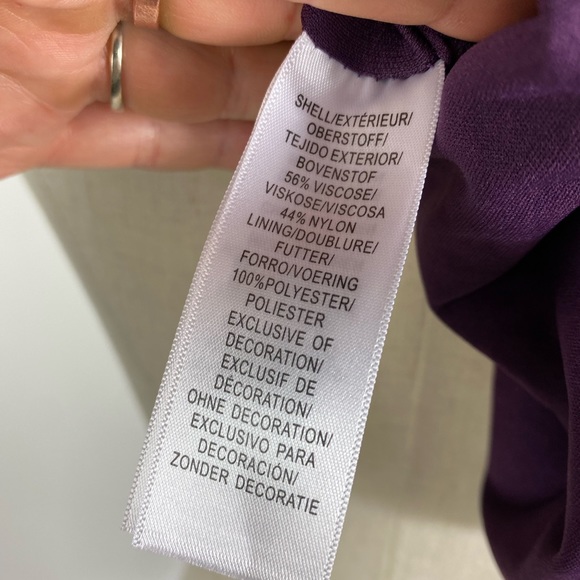 SHELL/EXTÉRIEUR/
OBERSTOFF/
TEJIDO EXTERIOR/
BOVENSTOF
56% VISCOSE/
VISKOSE/VISCOSA
44% NYLON
LINING/DOUBLURE/
FUTTER/
FORRO/VOERING
100%POLYESTER/
POLIESTER
EXCLUSIVE OF
DECORATION/
EXCLUSIF DE
DÉCORATION/
OHNE DECORATION/
EXCLUSIVO PARA
DECORACIÓN/
ZONDER DECORATIE